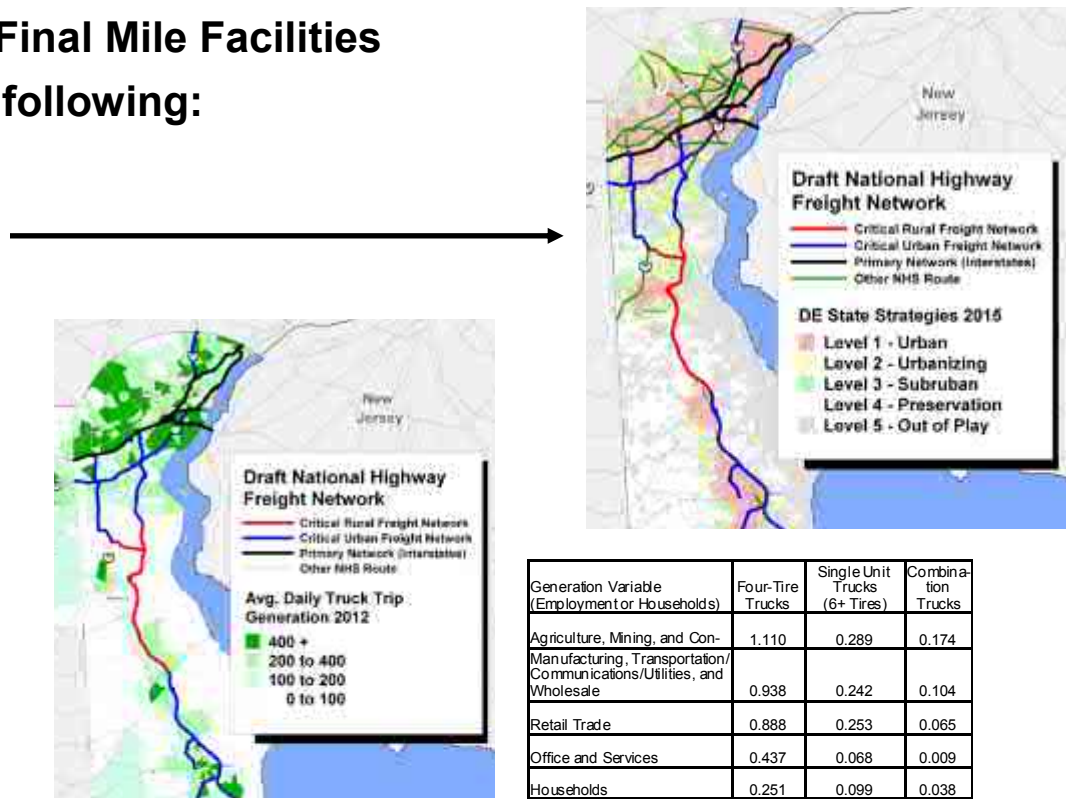 Final Mile Facilities
following:
New
Jersey
Draft National Highway
Freight Network
Critical Rural Freight Network
Critical Urban Freight Network
Primary Network (Interstates)
Other NHS Route
DE State Strategies 2015
Level 1 - Urban
Level 2 - Urbanizing
Level 3 - Subruban
Level 4 - Preservation
Level 5 - Out of Play
New
Jersey
Draft National Highway
Freight Network
Critical Rural Freight Network
Critical Urban Freight Network
Primary Network (Interstates)
Other NHS Route
Avg. Daily Truck Trip
Generation 2012
400 +
200 to 400
100 to 200
0 to 100
Generation Variable
(Employment or Households)
Four-Tire
Trucks
Single Unit
Trucks
(6+ Tires)
Combina-
tion
Trucks
Agriculture, Mining, and Con- 1.110 0.289 0.174
Manufacturing, Transportation/
Communications/Utilities, and
Wholesale 0.938 0.242 0.104
Retail Trade 0.888 0.253 0.065
Office and Services 0.437 0.068 0.009
Households 0.251 0.099 0.038